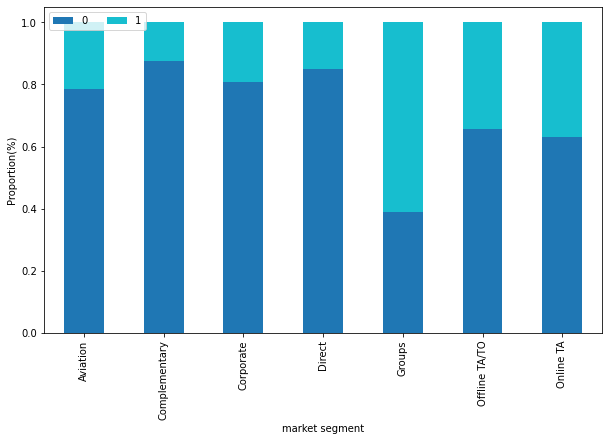 0 1
1.0
0.8
0.6
0.4
0.2
0.0
Proportion(%)
Aviation
Complementary
Corporate
Direct
Groups
Offline TA/TO
Online TA
market segment